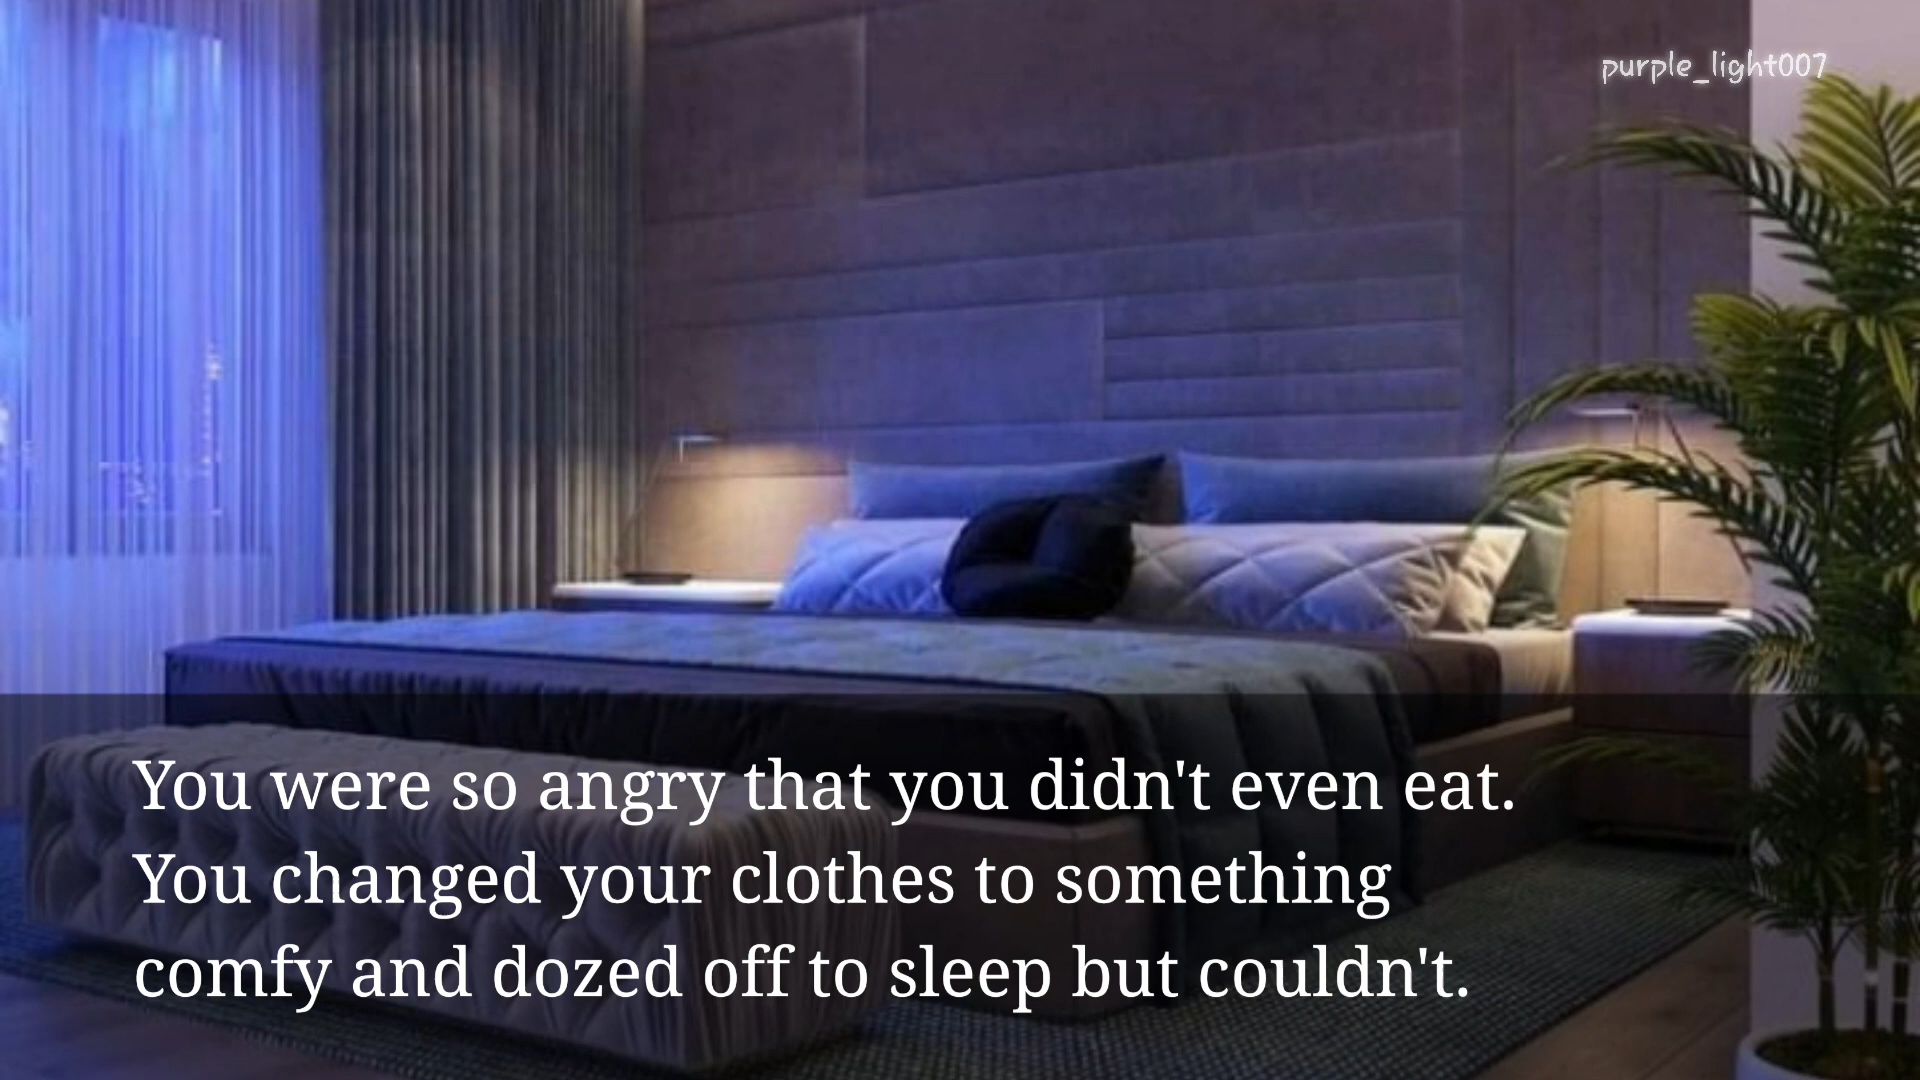 purple_light007
You were so angry that you didn't even eat.
You changed your clothes to something
comfy and dozed off to sleep but couldn't.